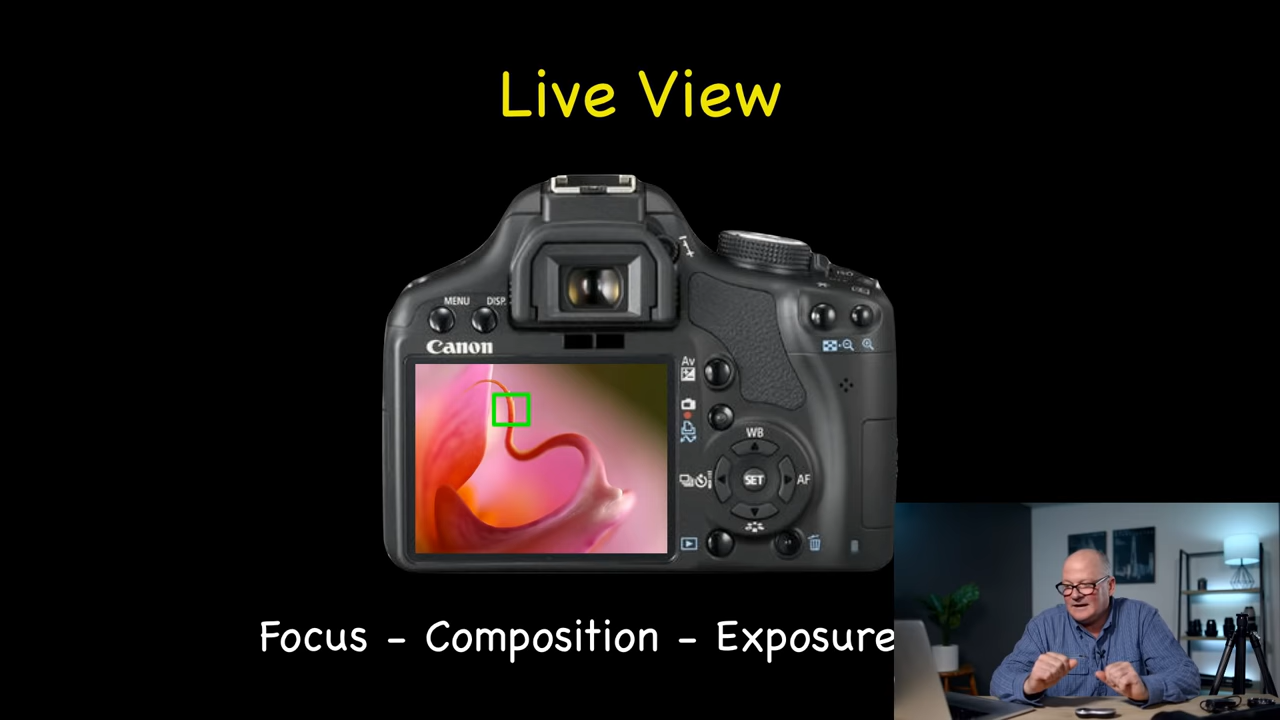 Live View
MENU DISP.
Canon
Av
WB
SET
AF
Focus - Composition - Exposure